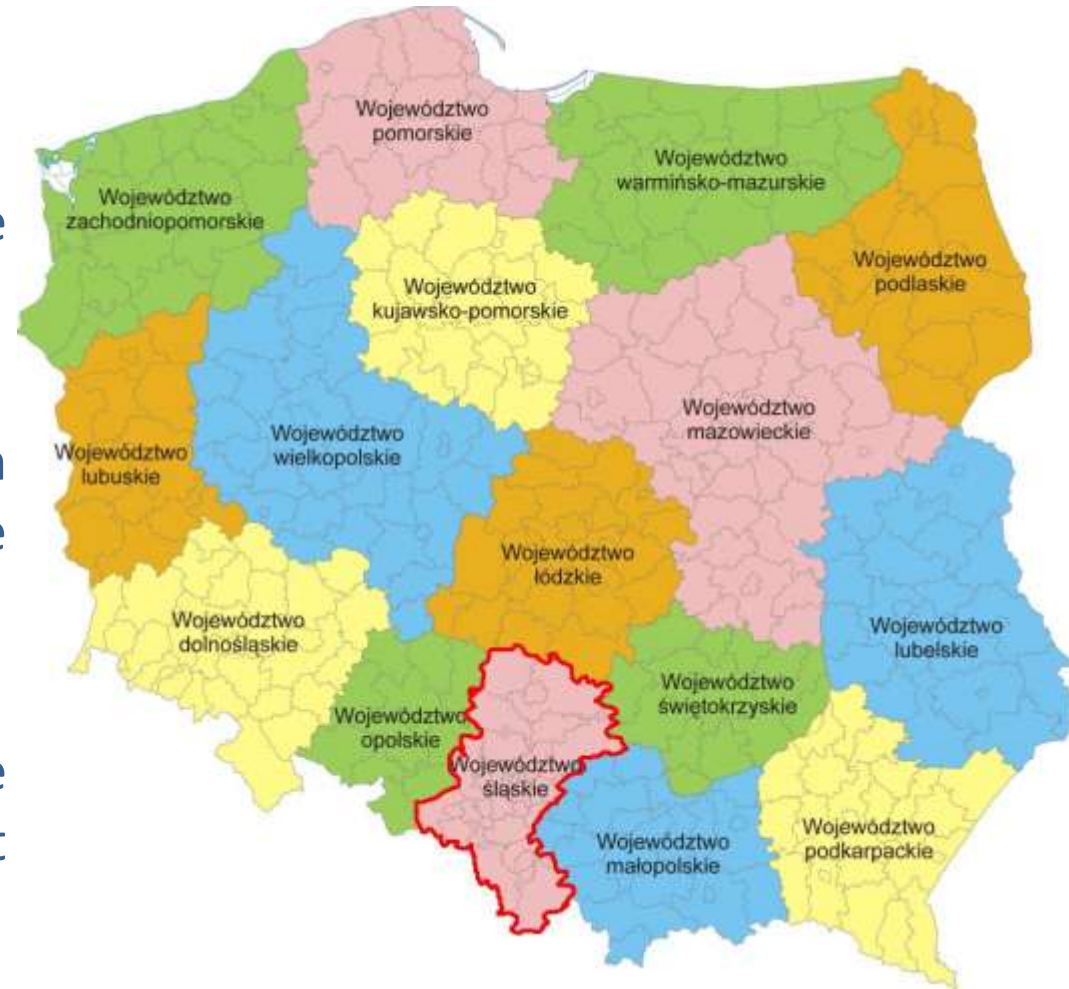 Województwo
pomorskie
Województwo
warmińsko-mazurskie
Województwo
zachodniopomorskie
e
Województwo
podlaskie
Województwo
kujawsko-pomorskie
Województwo
mazowieckie
Województwo
wielkopolskie
Województwo
lubuskie
n
e
Województwo
łódzkie
Województwo
dolnośląskie
Województwo
lubelskie
Województwo
świętokrzyskie
Województwo
opolskie
Województwo
śląskie
e
t
Województwo
małopolskie
Województwo
podkarpackie